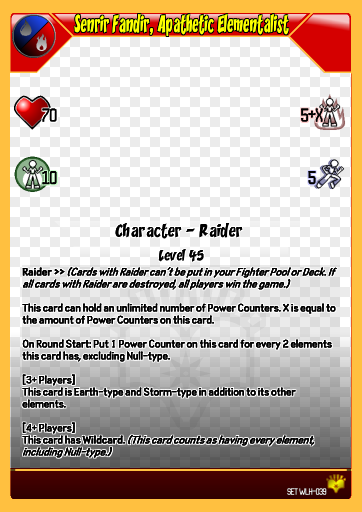 Senrir Fandir, Apathetic Elementalist
70
5+X
10
5
Character - Raider
Level 45
Raider >> (Cards with Raider can't be put in your Fighter Pool or Deck. If
all cards with Raider are destroyed, all players win the game.)
This card can hold an unlimited number of Power Counters. X is equal to
the amount of Power Counters on this card.
On Round Start: Put 1 Power Counter on this card for every 2 elements
this card has, excluding Null-type.
[3+ Players]
This card is Earth-type and Storm-type in addition to its other
elements.
[4+ Players]
This card has Wildcard. (This card counts as having every element,
including Null-type.)
SET WLH-039